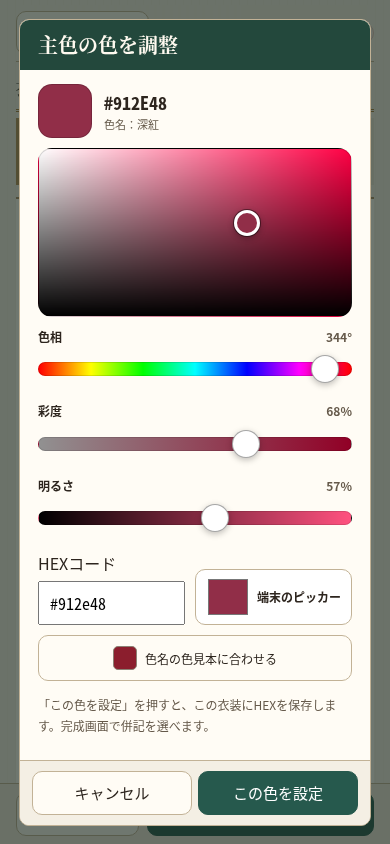 主色の色を調整
#912E48
色名：深紅
色相
344°
彩度
68%
明るさ
57%
HEXコード
#912e48
端末のピッカー
色名の色見本に合わせる
「この色を設定」を押すと、この衣装にHEXを保存しま
す。完成画面で併記を選べます。
キャンセル
この色を設定